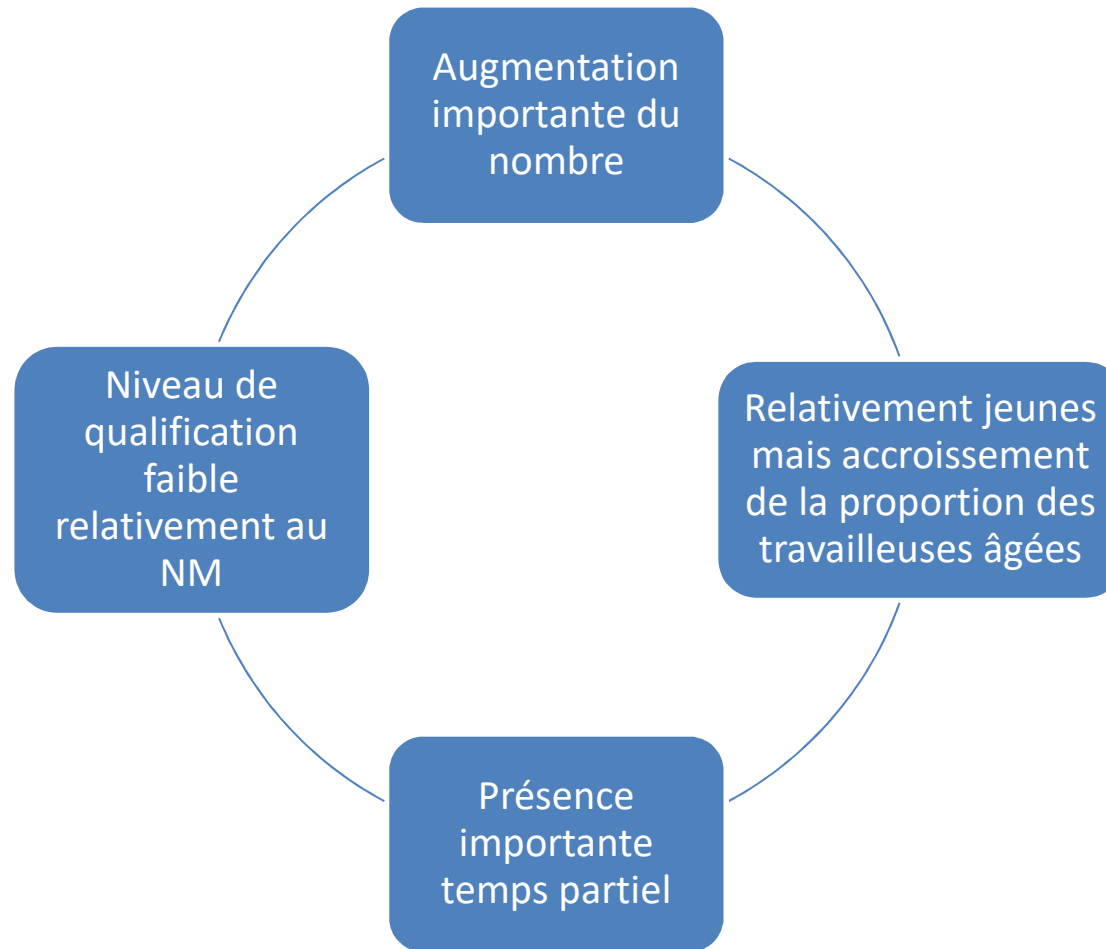 Augmentation
importante du
nombre
Niveau de
qualification
faible
relativement au
NM
Relativement jeunes
mais accroissement
de la proportion des
travailleuses âgées
Présence
importante
temps partiel